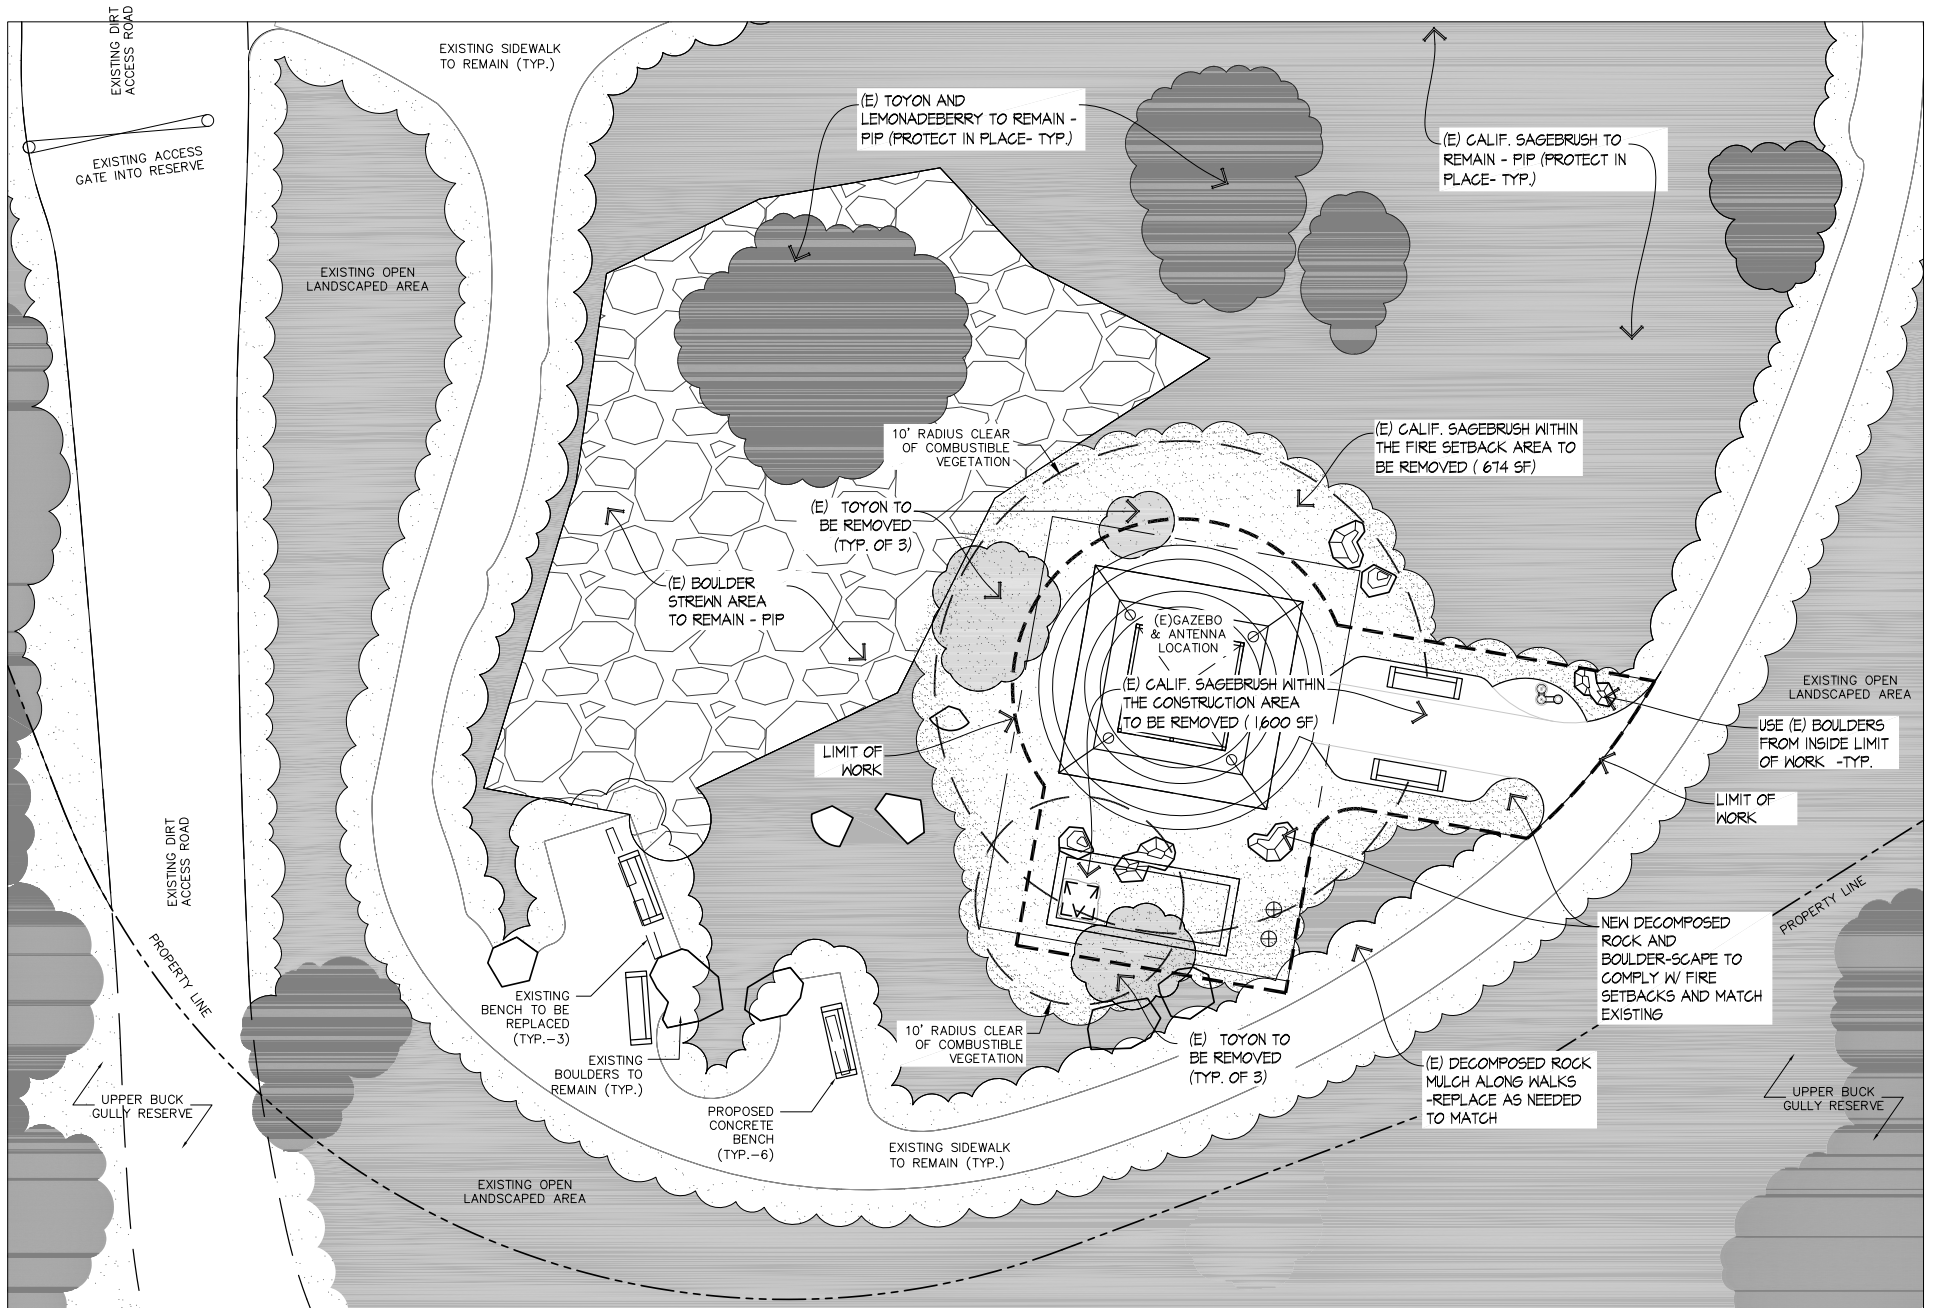 EXISTING DIRT
ACCESS ROAD
EXISTING SIDEWALK
TO REMAIN (TYP.)
(E) TOYON AND
LEMONADEBERRY TO REMAIN -
PIP (PROTECT IN PLACE- TYP.)
(E) CALIF. SAGEBRUSH TO
REMAIN - PIP (PROTECT IN
PLACE- TYP.)
EXISTING ACCESS
GATE INTO RESERVE
EXISTING OPEN
LANDSCAPED AREA
10' RADIUS CLEAR
OF COMBUSTIBLE
VEGETATION
(E) CALIF. SAGEBRUSH WITHIN
THE FIRE SETBACK AREA TO
BE REMOVED ( 674 SF)
(E) TOYON TO
BE REMOVED
(TYP. OF 3)
(E) BOULDER
STREWN AREA
TO REMAIN - PIP
(E)GAZEBO
& ANTENNA
LOCATION
(E) CALIF. SAGEBRUSH WITHIN
THE CONSTRUCTION AREA
TO BE REMOVED ( 1,600 SF)
EXISTING OPEN
LANDSCAPED AREA
USE (E) BOULDERS
FROM INSIDE LIMIT
OF WORK -TYP.
LIMIT OF
WORK
LIMIT OF
WORK
EXISTING DIRT
ACCESS ROAD
PROPERTY LINE
PROPERTY LINE
NEW DECOMPOSED
ROCK AND
BOULDER-SCAPE TO
COMPLY W/ FIRE
SETBACKS AND MATCH
EXISTING
EXISTING
BENCH TO BE
REPLACED
(TYP.-3)
EXISTING
BOULDERS TO
REMAIN (TYP.)
10' RADIUS CLEAR
OF COMBUSTIBLE
VEGETATION
(E) TOYON TO
BE REMOVED
(TYP. OF 3)
(E) DECOMPOSED ROCK
MULCH ALONG WALKS
-REPLACE AS NEEDED
TO MATCH
UPPER BUCK
GULLY RESERVE
UPPER BUCK
GULLY RESERVE
PROPOSED
CONCRETE
BENCH
(TYP.-6)
EXISTING SIDEWALK
TO REMAIN (TYP.)
EXISTING OPEN
LANDSCAPED AREA